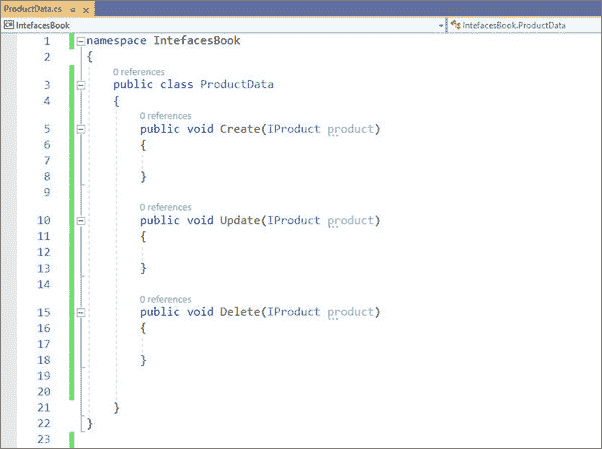 ProductData.cs
IntefacesBook
IntefacesBook.ProductData
1 namespace IntefacesBook
2 {
0 references
3 public class ProductData
4 {
0 references
5 public void Create(IProduct product)
6 {
7
8 }
9
0 references
10 public void Update(IProduct product)
11 {
12
13 }
14
0 references
15 public void Delete(IProduct product)
16 {
17
18 }
19
20
21 }
22 }
23